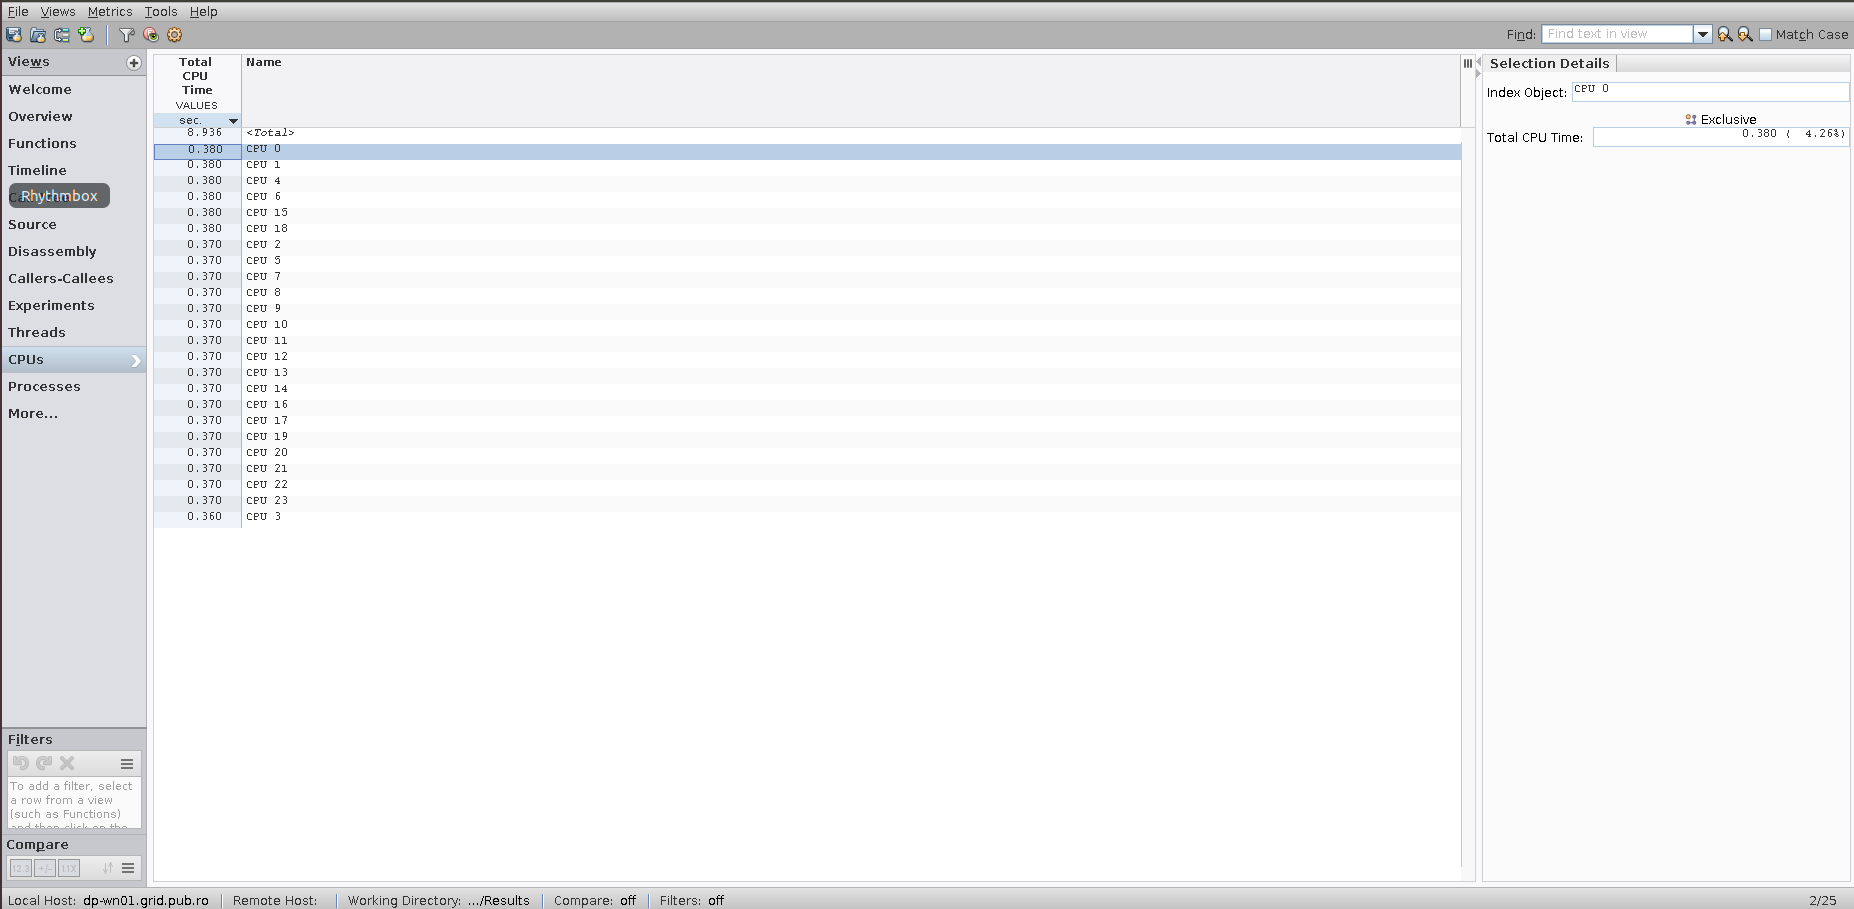 File Views Metrics Tools Help
Find: Find text in view Match Case
Views
Welcome
Overview
Functions
Timeline
Rhythmbox
Source
Disassembly
Callers-Callees
Experiments
Threads
CPUs
Processes
More...
Filters
To add a filter, select
a row from a view
(such as Functions)
and then click on the
Compare
12.3 +/- 1.1X
Total
CPU
Time
VALUES
sec.
Name
8.936 <Total>
0.380 CPU 0
0.380 CPU 1
0.380 CPU 4
0.380 CPU 6
0.380 CPU 15
0.380 CPU 18
0.370 CPU 2
0.370 CPU 5
0.370 CPU 7
0.370 CPU 8
0.370 CPU 9
0.370 CPU 10
0.370 CPU 11
0.370 CPU 12
0.370 CPU 13
0.370 CPU 14
0.370 CPU 16
0.370 CPU 17
0.370 CPU 19
0.370 CPU 20
0.370 CPU 21
0.370 CPU 22
0.370 CPU 23
0.360 CPU 3
Selection Details
Index Object: CPU 0
Exclusive
Total CPU Time: 0.380 ( 4.26%)
Local Host: dp-wn01.grid.pub.ro Remote Host: Working Directory: .../Results Compare: off Filters: off 2/25